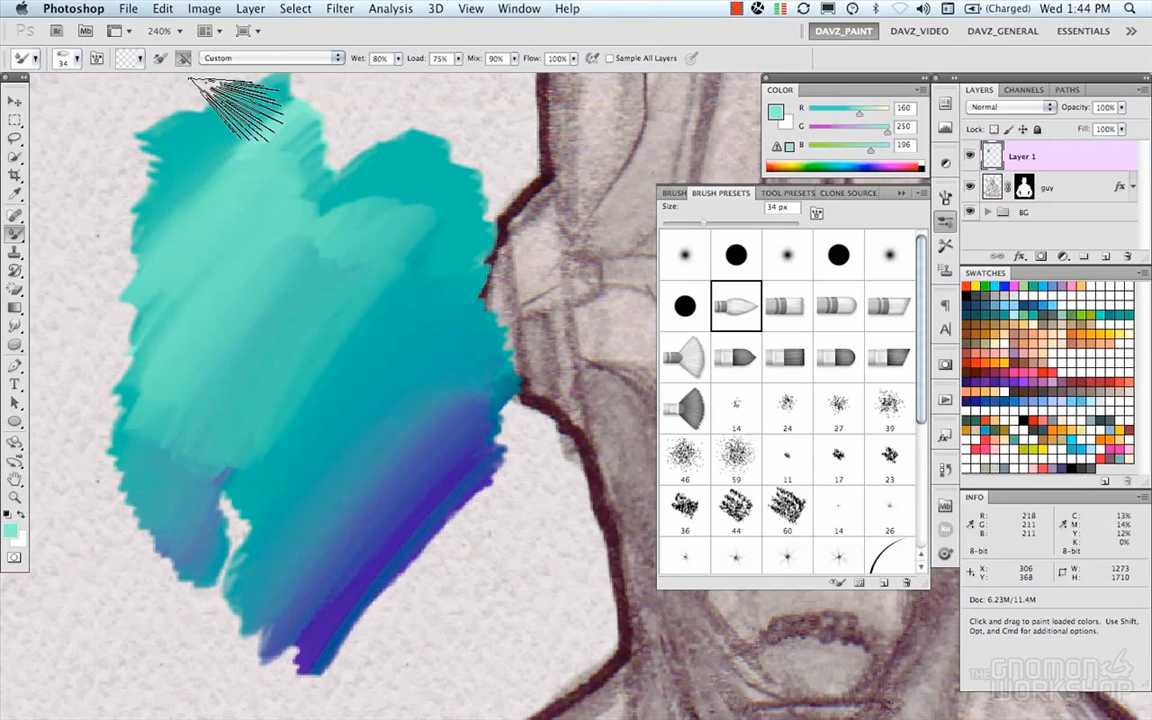 Photoshop File Edit Image Layer Select Filter Analysis 3D View Window Help (Charged) Wed 1:44 PM
Ps Br Mb 240% DAVZ_PAINT DAVZ_VIDEO DAVZ_GENERAL ESSENTIALS
34 Custom Wet: 80% Load: 75% Mix: 90% Flow: 100% Sample All Layers
COLOR
R 160
G 250
B 196
LAYERS CHANNELS PATHS
Normal Opacity: 100%
Lock: Fill: 100%
Layer 1
guy fx
BG
BRUSH BRUSH PRESETS TOOL PRESETS CLONE SOURCE
Size: 34 px
14 24 27 39
46 59 11 17 23
36 44 60 14 26
SWATCHES
INFO
R: 218 C: 13%
G: 211 M: 14%
B: 211 Y: 12%
K: 0%
8-bit 8-bit
X: 306 W: 1273
Y: 368 H: 1710
Doc: 6.23M/11.4M
Click and drag to paint loaded colors. Use Shift,
Opt, and Cmd for additional options.
THE GNOMON
WORKSHOP